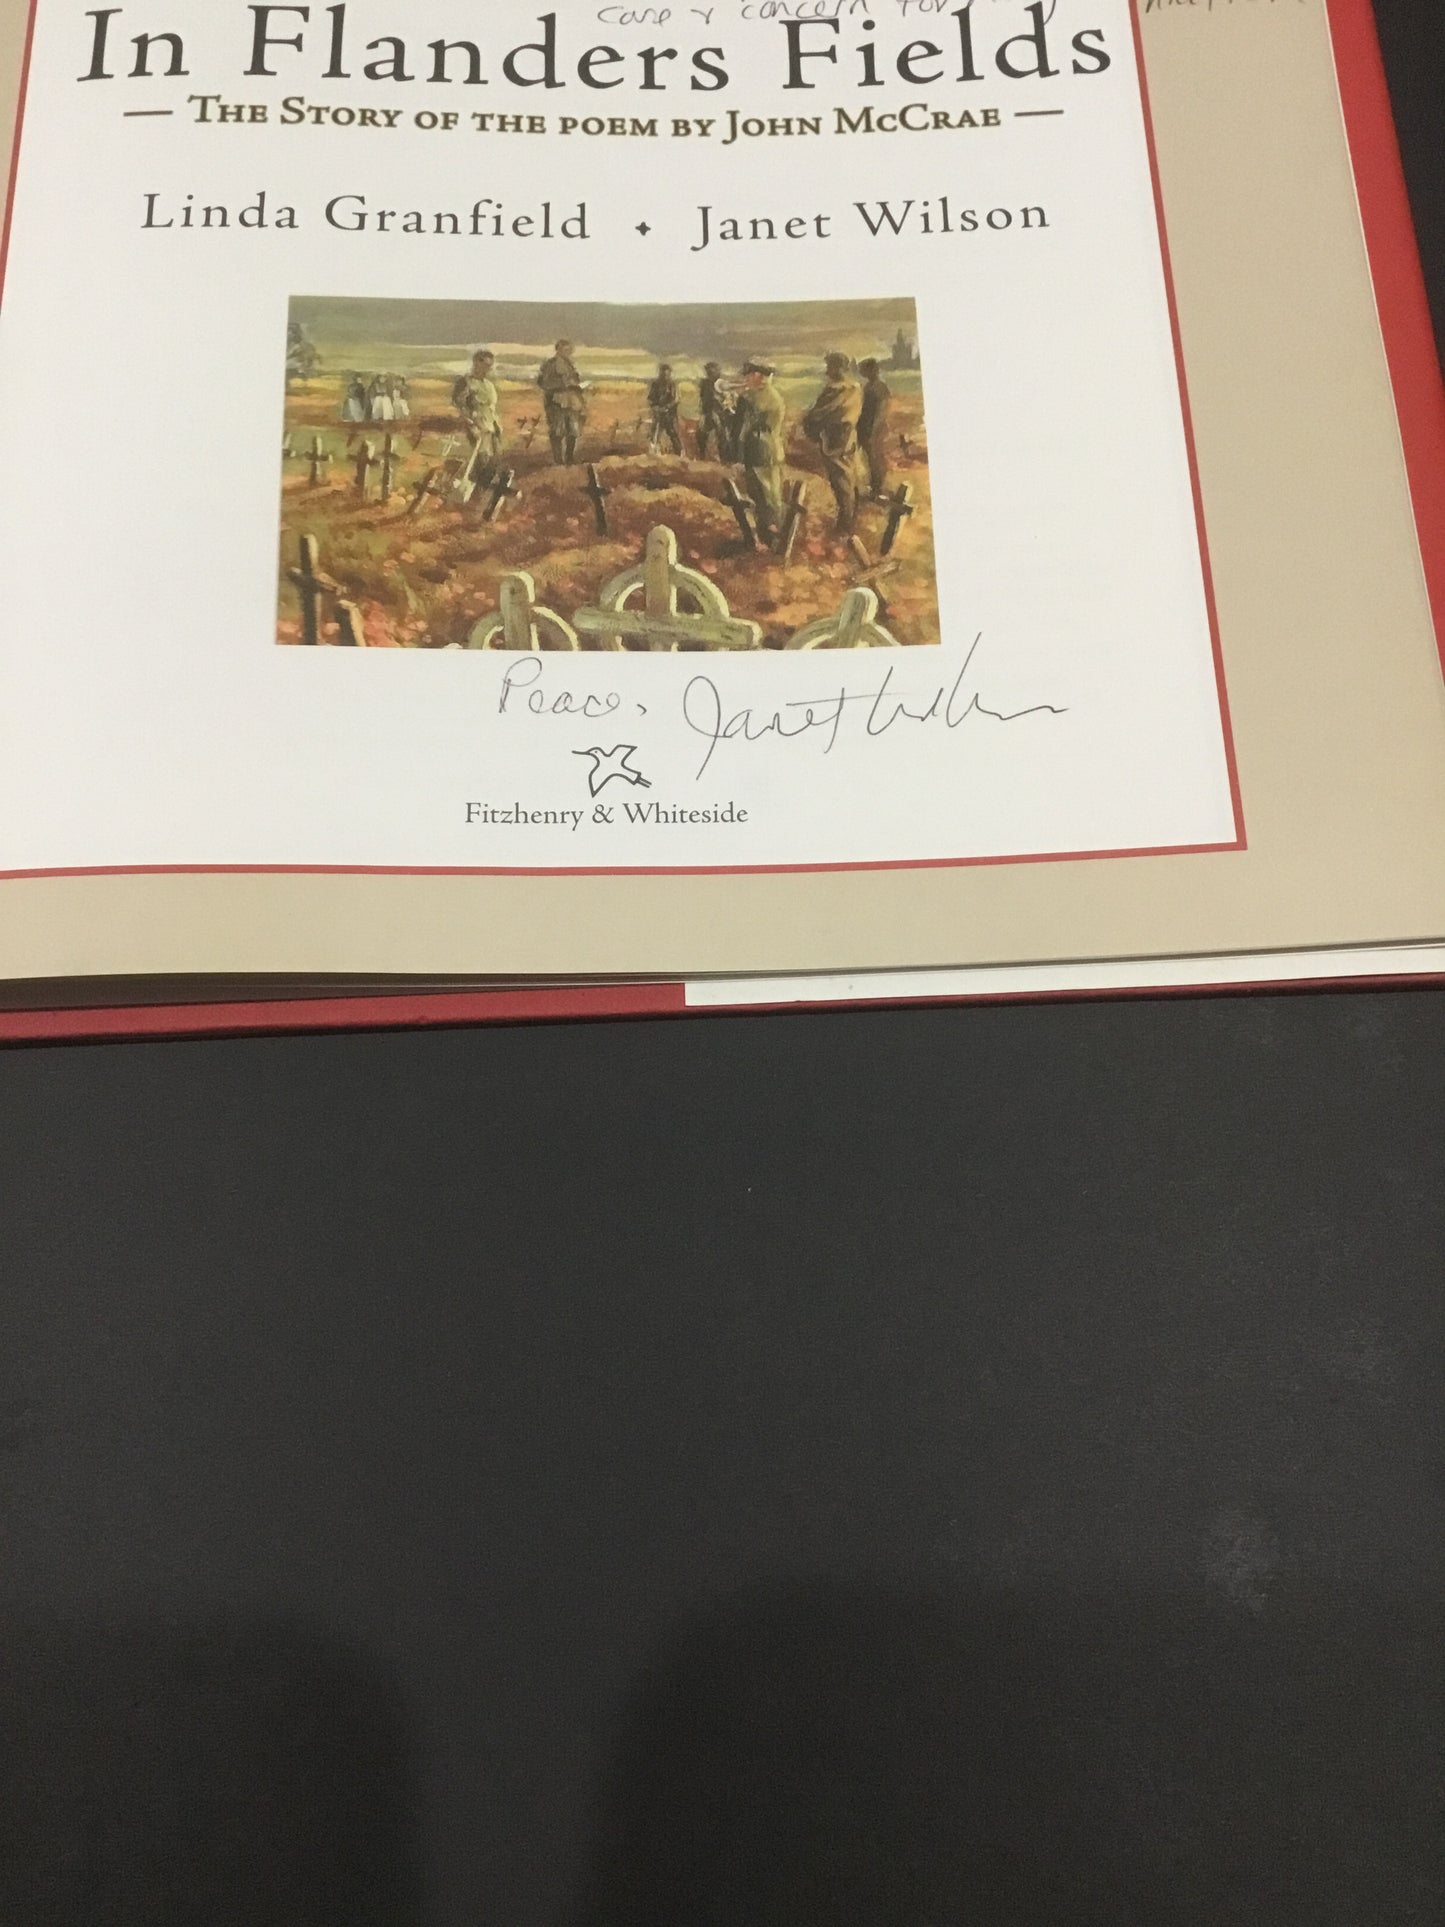 care & concern for
In Flanders Fields
— THE STORY OF THE POEM BY JOHN MCCRAE —
Linda Granfield ✦ Janet Wilson
Peace, Janet Wilson
Fitzhenry & Whiteside